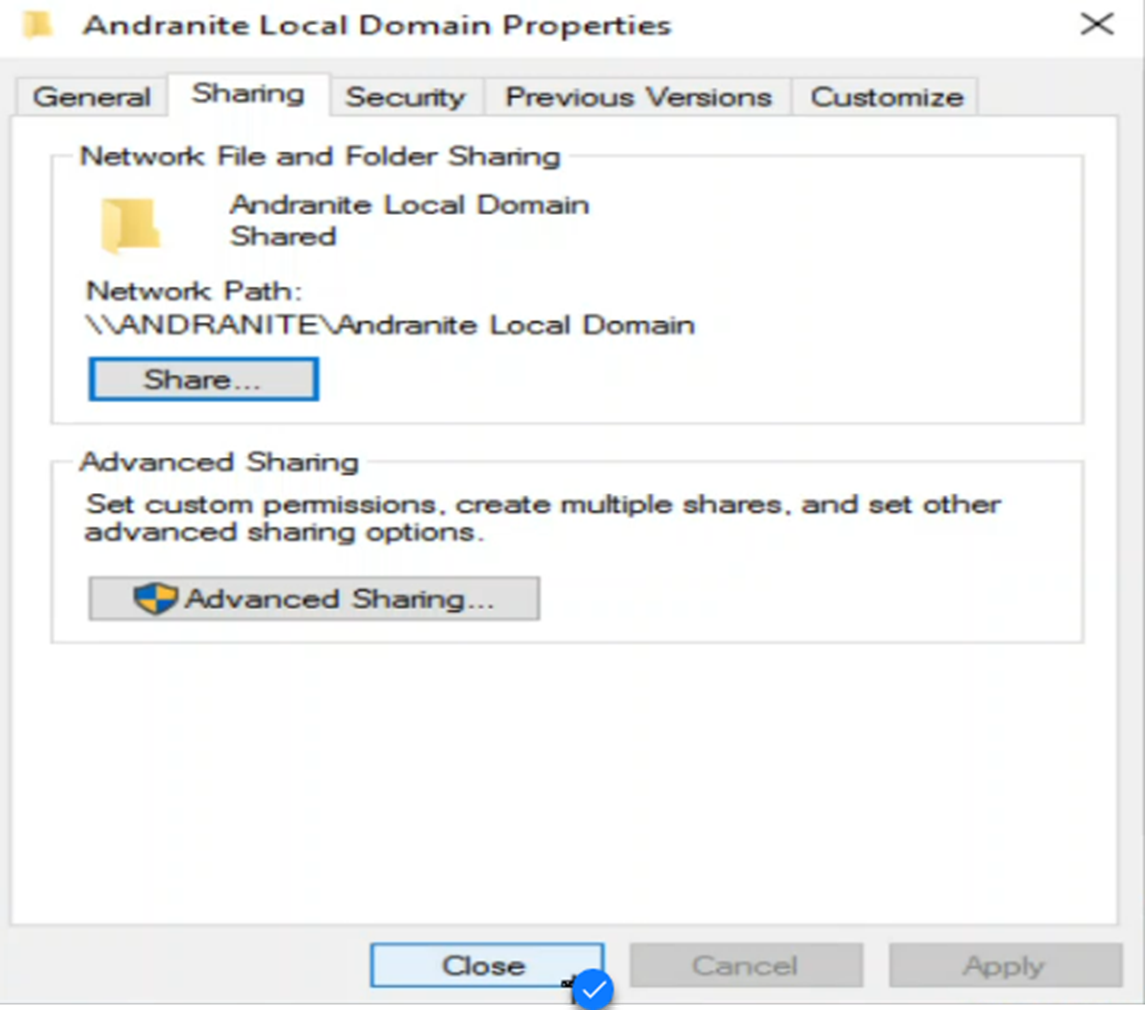 Andranite Local Domain Properties
General Sharing Security Previous Versions Customize
Network File and Folder Sharing
Andranite Local Domain
Shared
Network Path:
\\ANDRANITE\Andranite Local Domain
Share...
Advanced Sharing
Set custom permissions, create multiple shares, and set other
advanced sharing options.
Advanced Sharing...
Close Cancel Apply